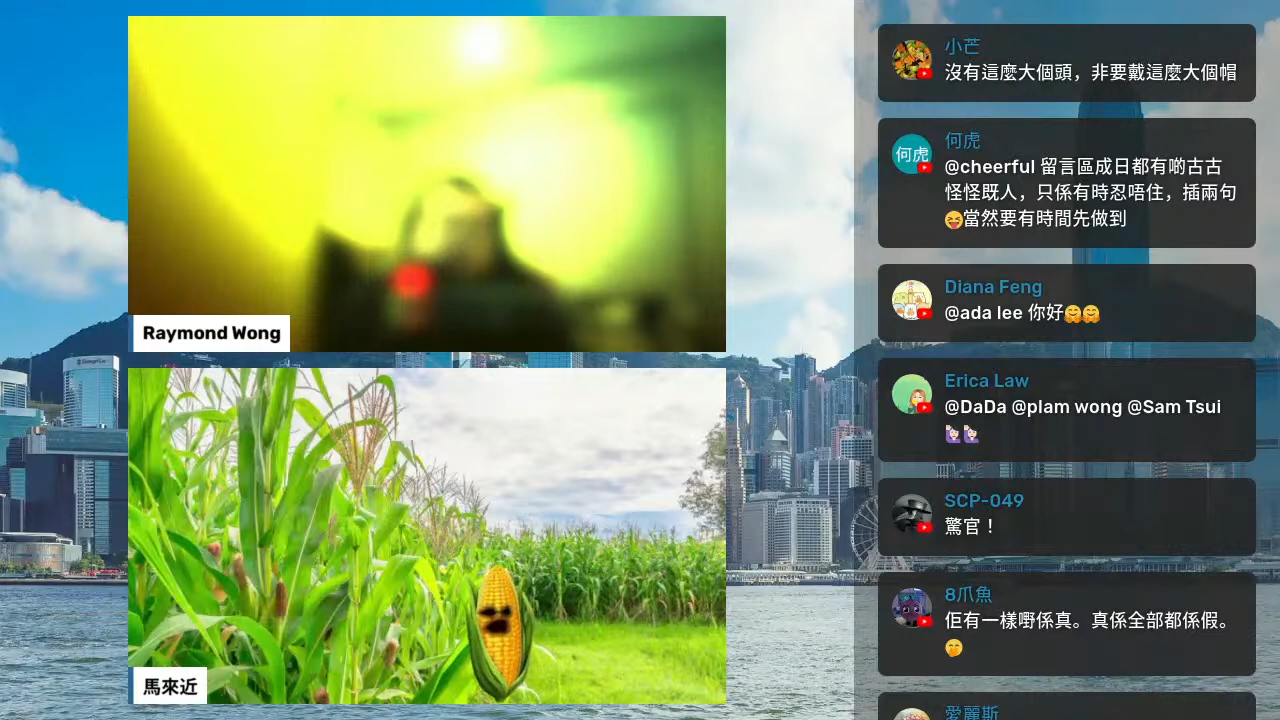 Raymond Wong
馬來近
小芒
沒有這麼大個頭，非要戴這麼大個帽
何虎
何虎
@cheerful 留言區成日都有啲古古
怪怪既人，只係有時忍唔住，插兩句
😝當然要有時間先做到
Diana Feng
@ada lee 你好🤗🤗
Erica Law
@DaDa @plam wong @Sam Tsui
🙋🏻‍♀️🙋🏻‍♀️
SCP-049
驚官！
8爪魚
佢有一樣嘢係真。真係全部都係假。
🤭
愛麗斯